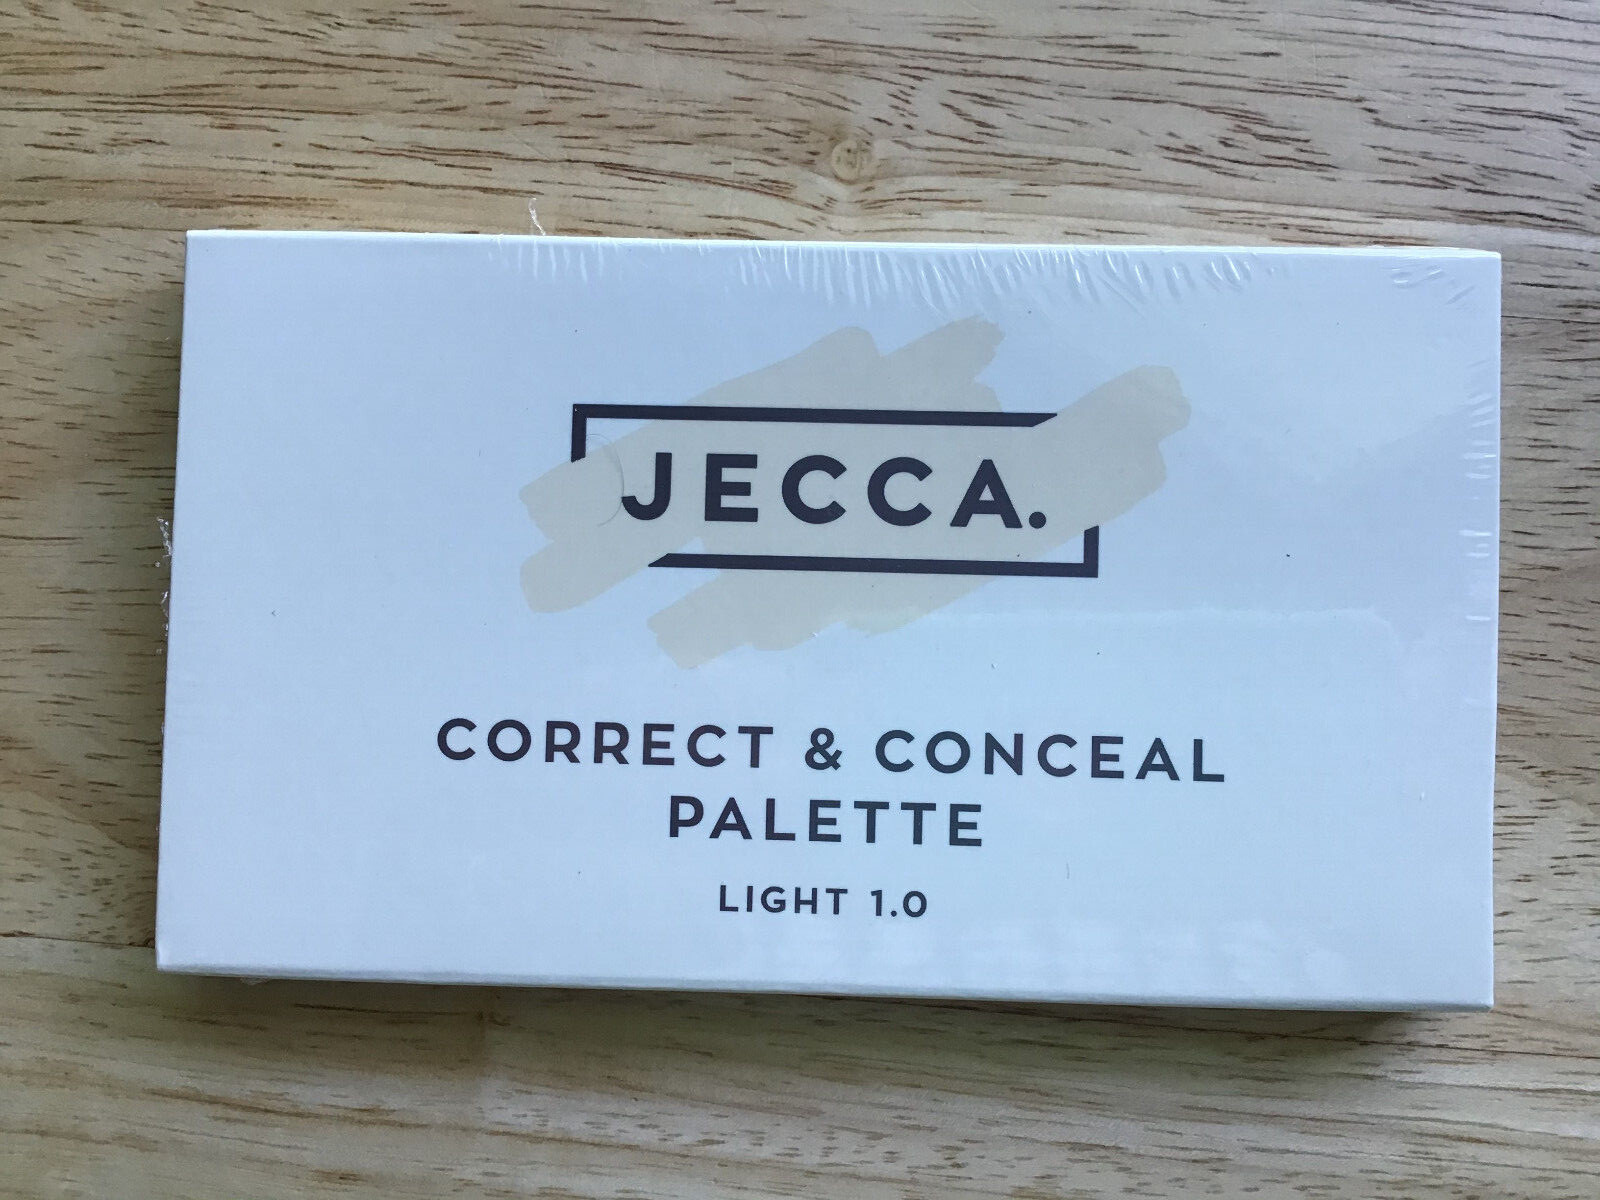 JECCA.
CORRECT & CONCEAL
PALETTE
LIGHT 1.0